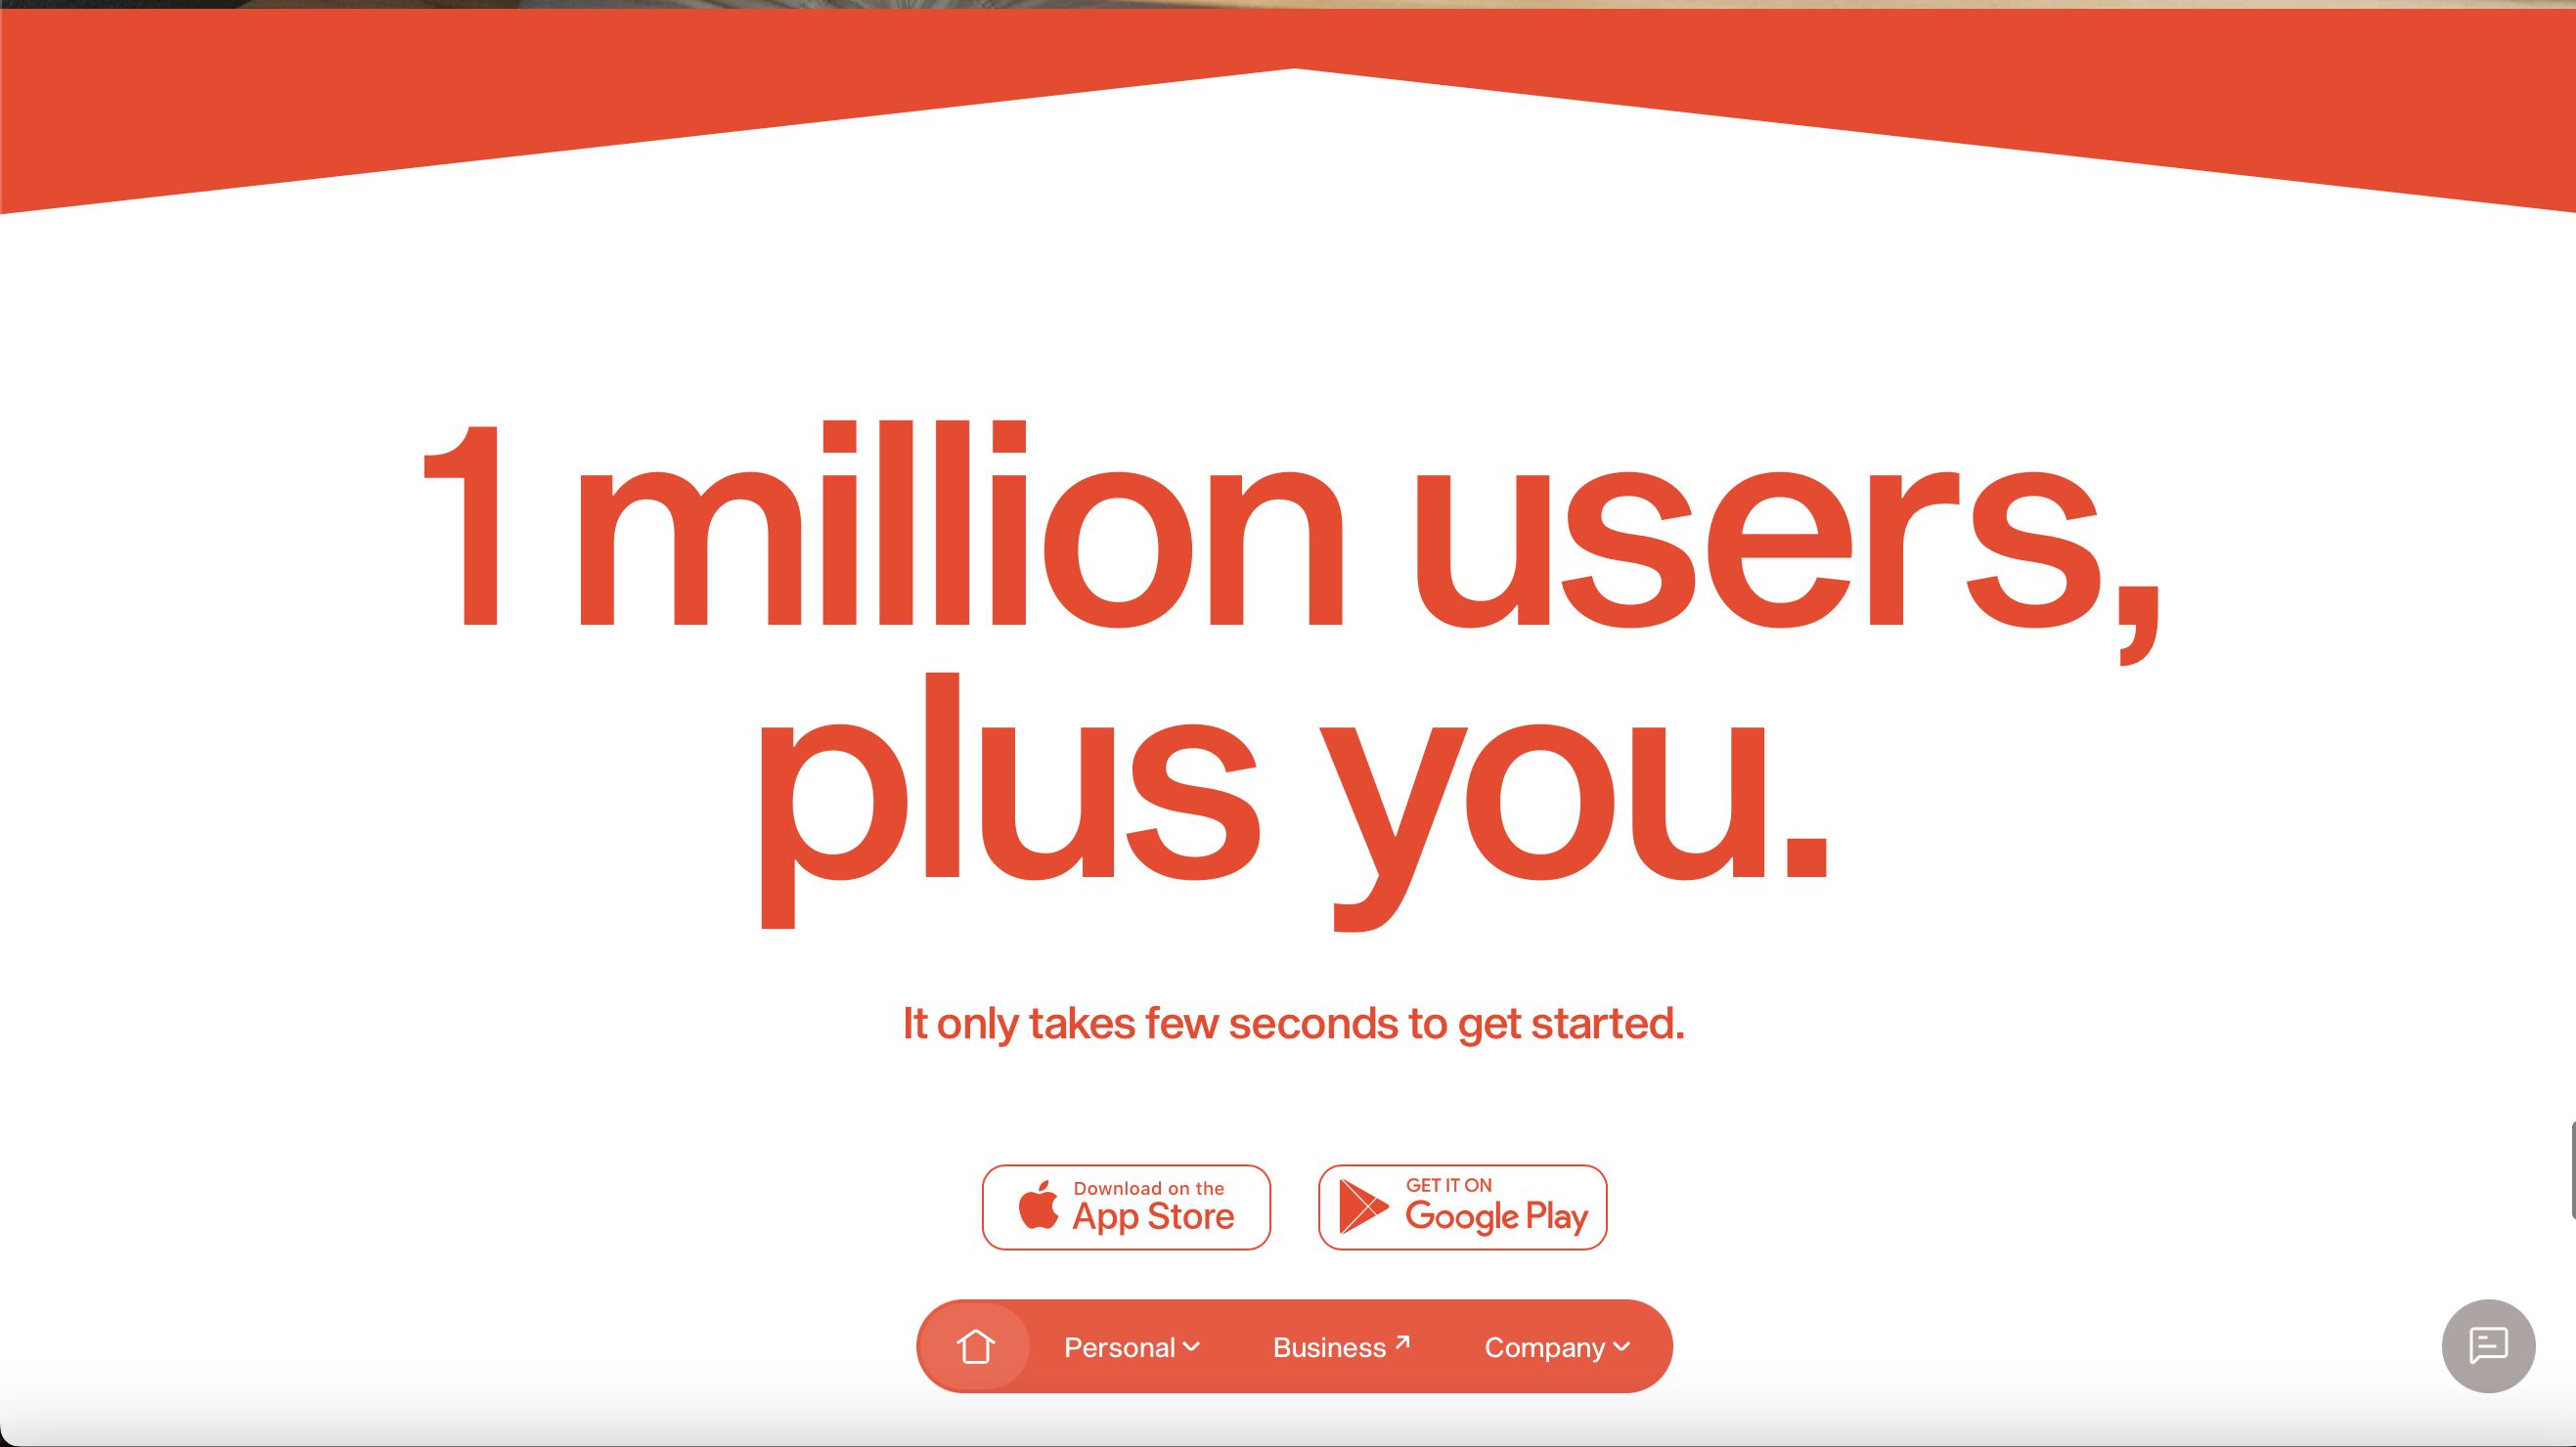 1 million users,
plus you.
It only takes few seconds to get started.
Download on the
App Store
GET IT ON
Google Play
Personal
Business
Company